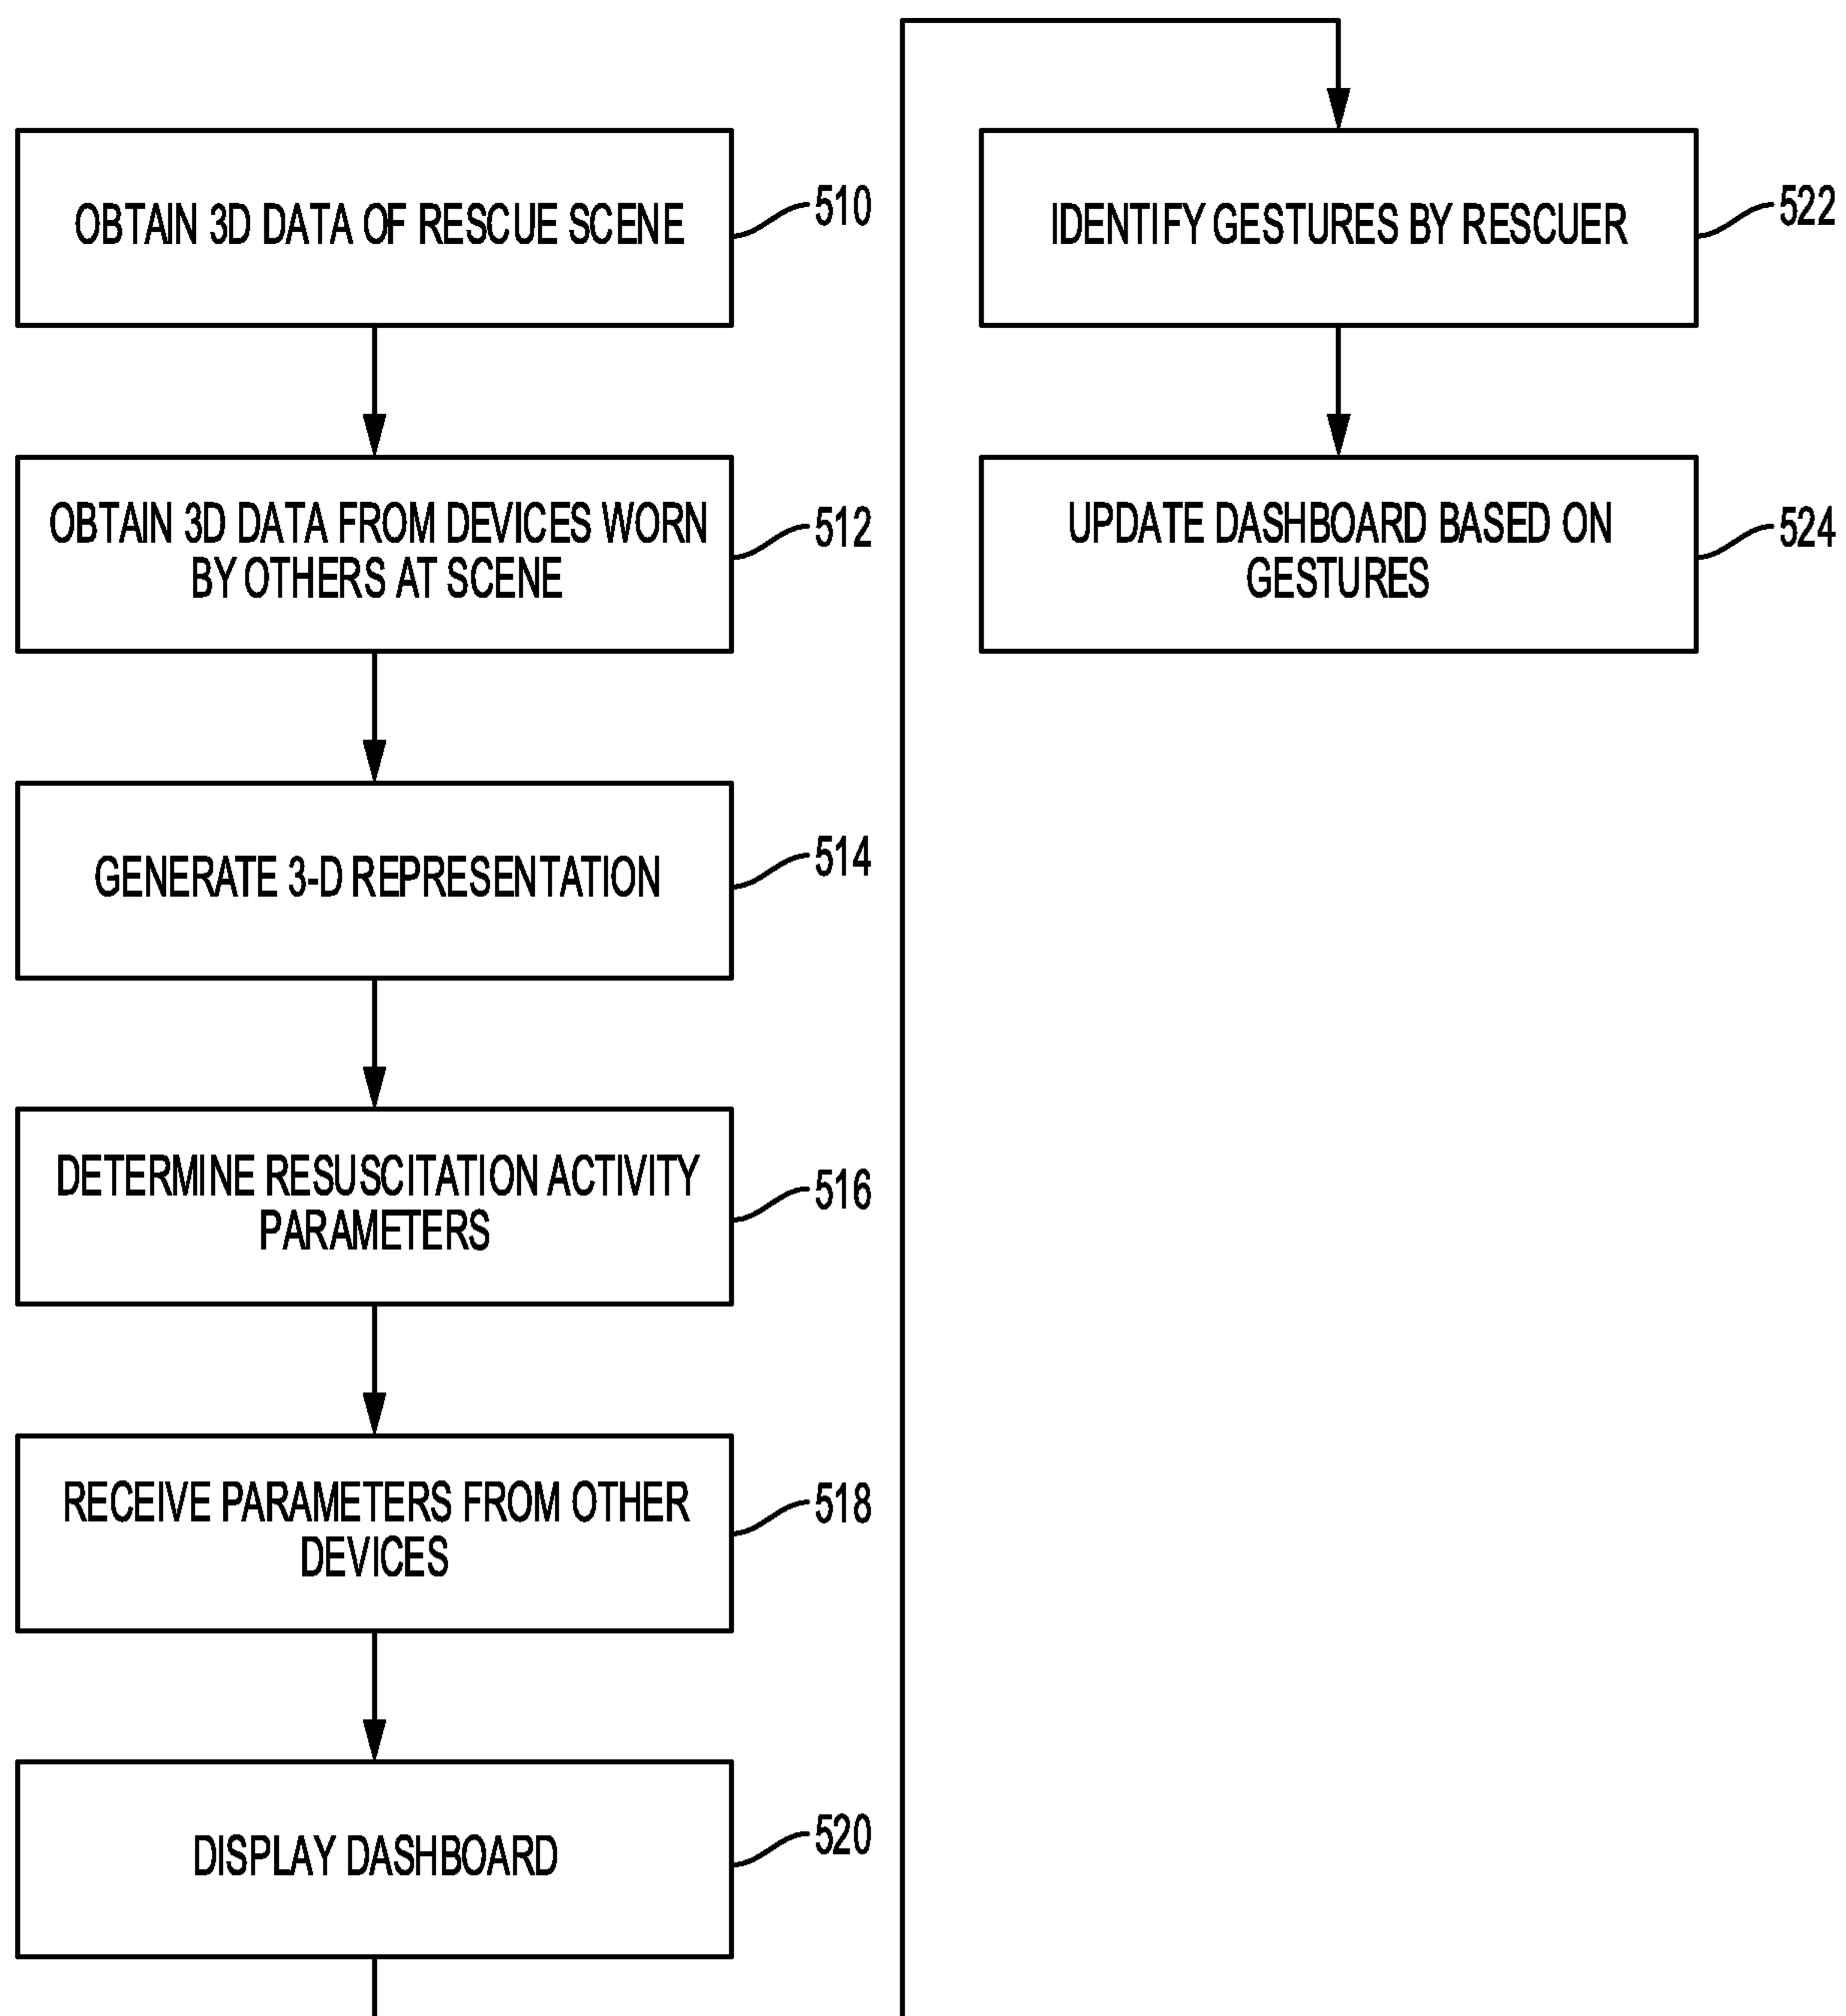 OBTAIN 3D DATA OF RESCUE SCENE
510
OBTAIN 3D DATA FROM DEVICES WORN
BY OTHERS AT SCENE
512
GENERATE 3-D REPRESENTATION
514
DETERMINE RESUSCITATION ACTIVITY
PARAMETERS
516
RECEIVE PARAMETERS FROM OTHER
DEVICES
518
DISPLAY DASHBOARD
520
IDENTIFY GESTURES BY RESCUER
522
UPDATE DASHBOARD BASED ON
GESTURES
524